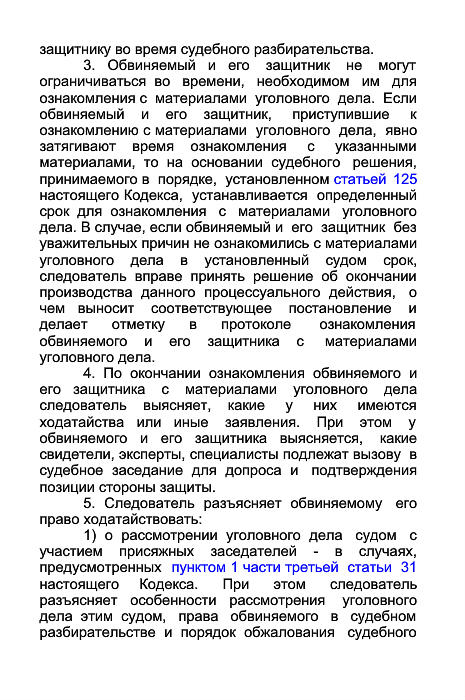 защитнику во время судебного разбирательства.
3. Обвиняемый и его защитник не могут
ограничиваться во времени, необходимом им для
ознакомления с материалами уголовного дела. Если
обвиняемый и его защитник, приступившие к
ознакомлению с материалами уголовного дела, явно
затягивают время ознакомления с указанными
материалами, то на основании судебного решения,
принимаемого в порядке, установленном статьей 125
настоящего Кодекса, устанавливается определенный
срок для ознакомления с материалами уголовного
дела. В случае, если обвиняемый и его защитник без
уважительных причин не ознакомились с материалами
уголовного дела в установленный судом срок,
следователь вправе принять решение об окончании
производства данного процессуального действия, о
чем выносит соответствующее постановление и
делает отметку в протоколе ознакомления
обвиняемого и его защитника с материалами
уголовного дела.
4. По окончании ознакомления обвиняемого и
его защитника с материалами уголовного дела
следователь выясняет, какие у них имеются
ходатайства или иные заявления. При этом у
обвиняемого и его защитника выясняется, какие
свидетели, эксперты, специалисты подлежат вызову в
судебное заседание для допроса и подтверждения
позиции стороны защиты.
5. Следователь разъясняет обвиняемому его
право ходатайствовать:
1) о рассмотрении уголовного дела судом с
участием присяжных заседателей - в случаях,
предусмотренных пунктом 1 части третьей статьи 31
настоящего Кодекса. При этом следователь
разъясняет особенности рассмотрения уголовного
дела этим судом, права обвиняемого в судебном
разбирательстве и порядок обжалования судебного